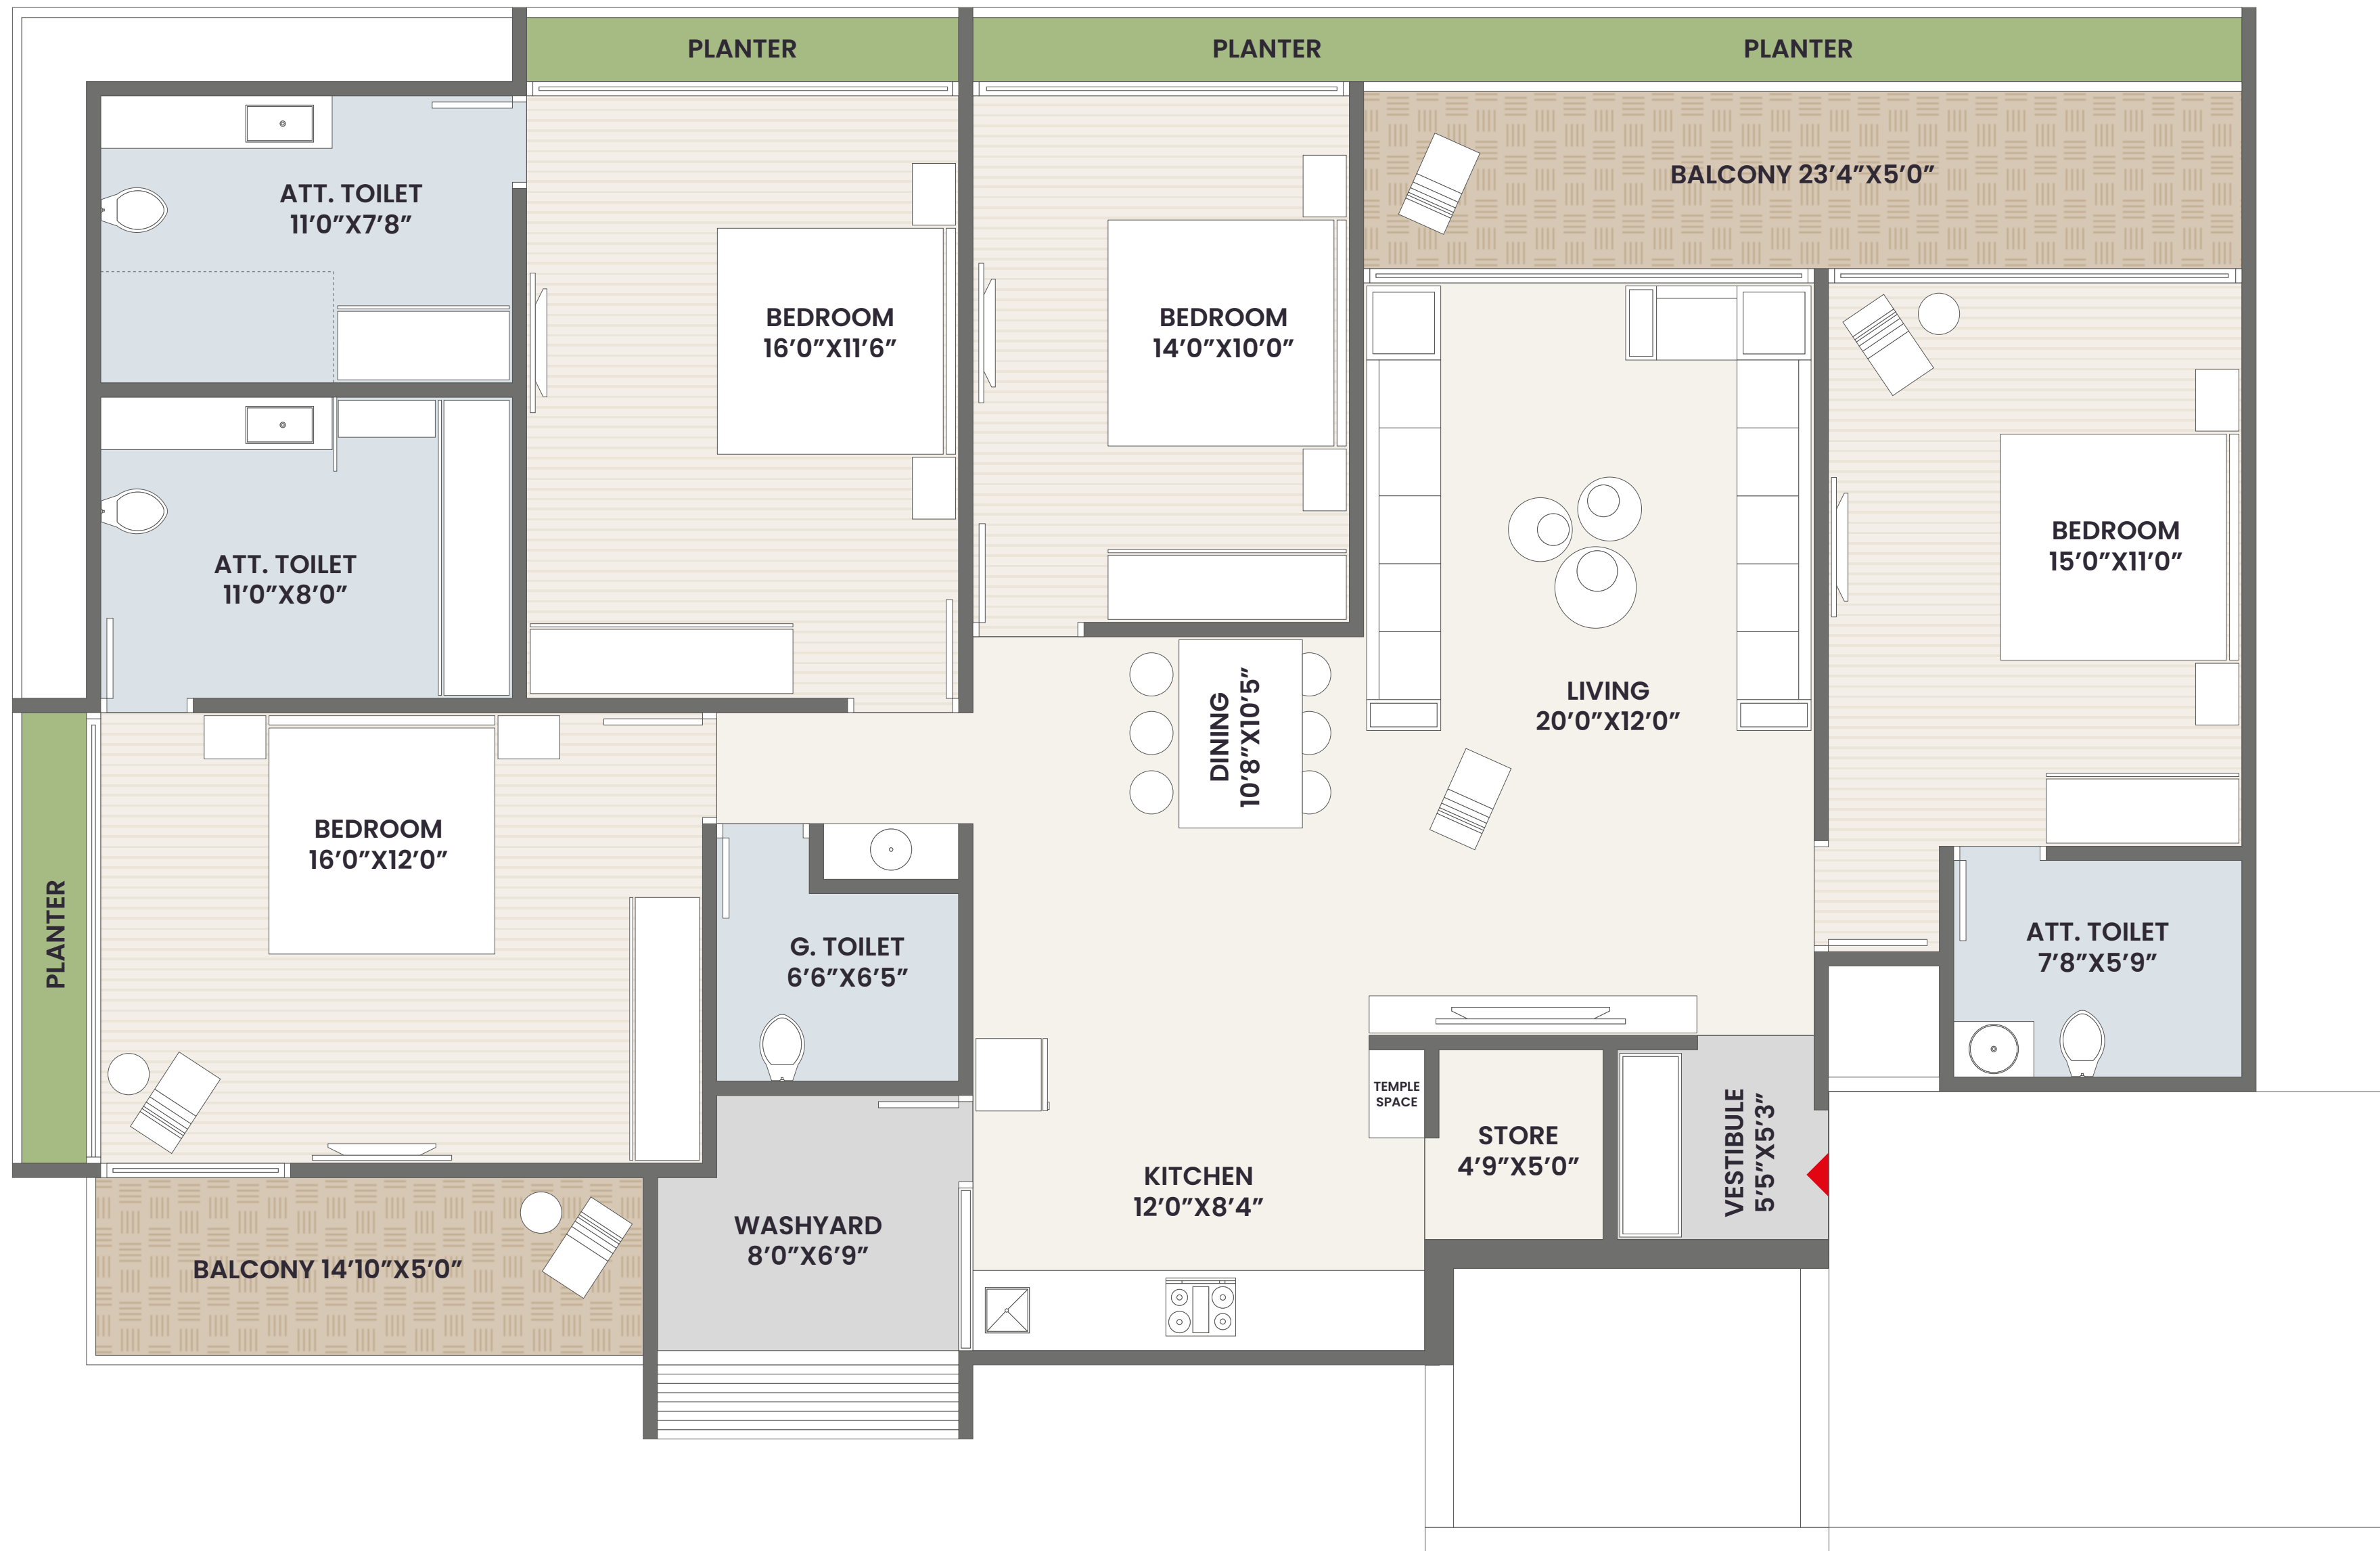 PLANTER
PLANTER
PLANTER
BALCONY 23’4”X5’0”
ATT. TOILET
11’0”X7’8”
BEDROOM
16’0”X11’6”
BEDROOM
14’0”X10’0”
BEDROOM
15’0”X11’0”
ATT. TOILET
11’0”X8’0”
LIVING
20’0”X12’0”
DINING
10’8”X10’5”
BEDROOM
16’0”X12’0”
PLANTER
G. TOILET
6’6”X6’5”
ATT. TOILET
7’8”X5’9”
TEMPLE
SPACE
STORE
4’9”X5’0”
VESTIBULE
5’5”X5’3”
KITCHEN
12’0”X8’4”
WASHYARD
8’0”X6’9”
BALCONY 14’10”X5’0”